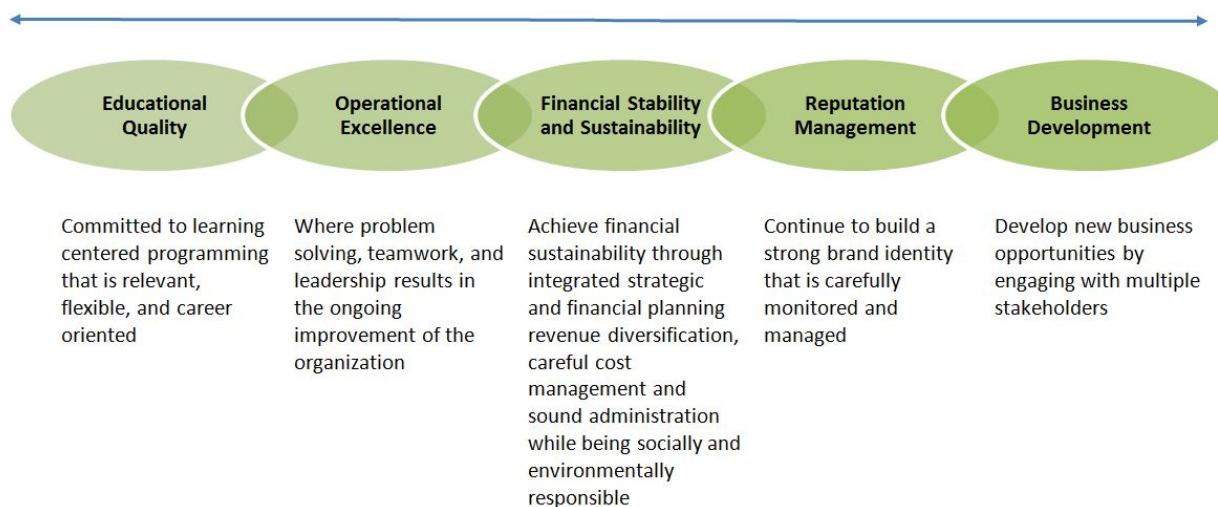 Educational
Quality
Operational
Excellence
Financial Stability
and Sustainability
Reputation
Management
Business
Development
Committed to learning
centered programming
that is relevant,
flexible, and career
oriented
Where problem
solving, teamwork, and
leadership results in
the ongoing
improvement of the
organization
Achieve financial
sustainability through
integrated strategic
and financial planning
revenue diversification,
careful cost
management and
sound administration
while being socially and
environmentally
responsible
Continue to build a
strong brand identity
that is carefully
monitored and
managed
Develop new business
opportunities by
engaging with multiple
stakeholders